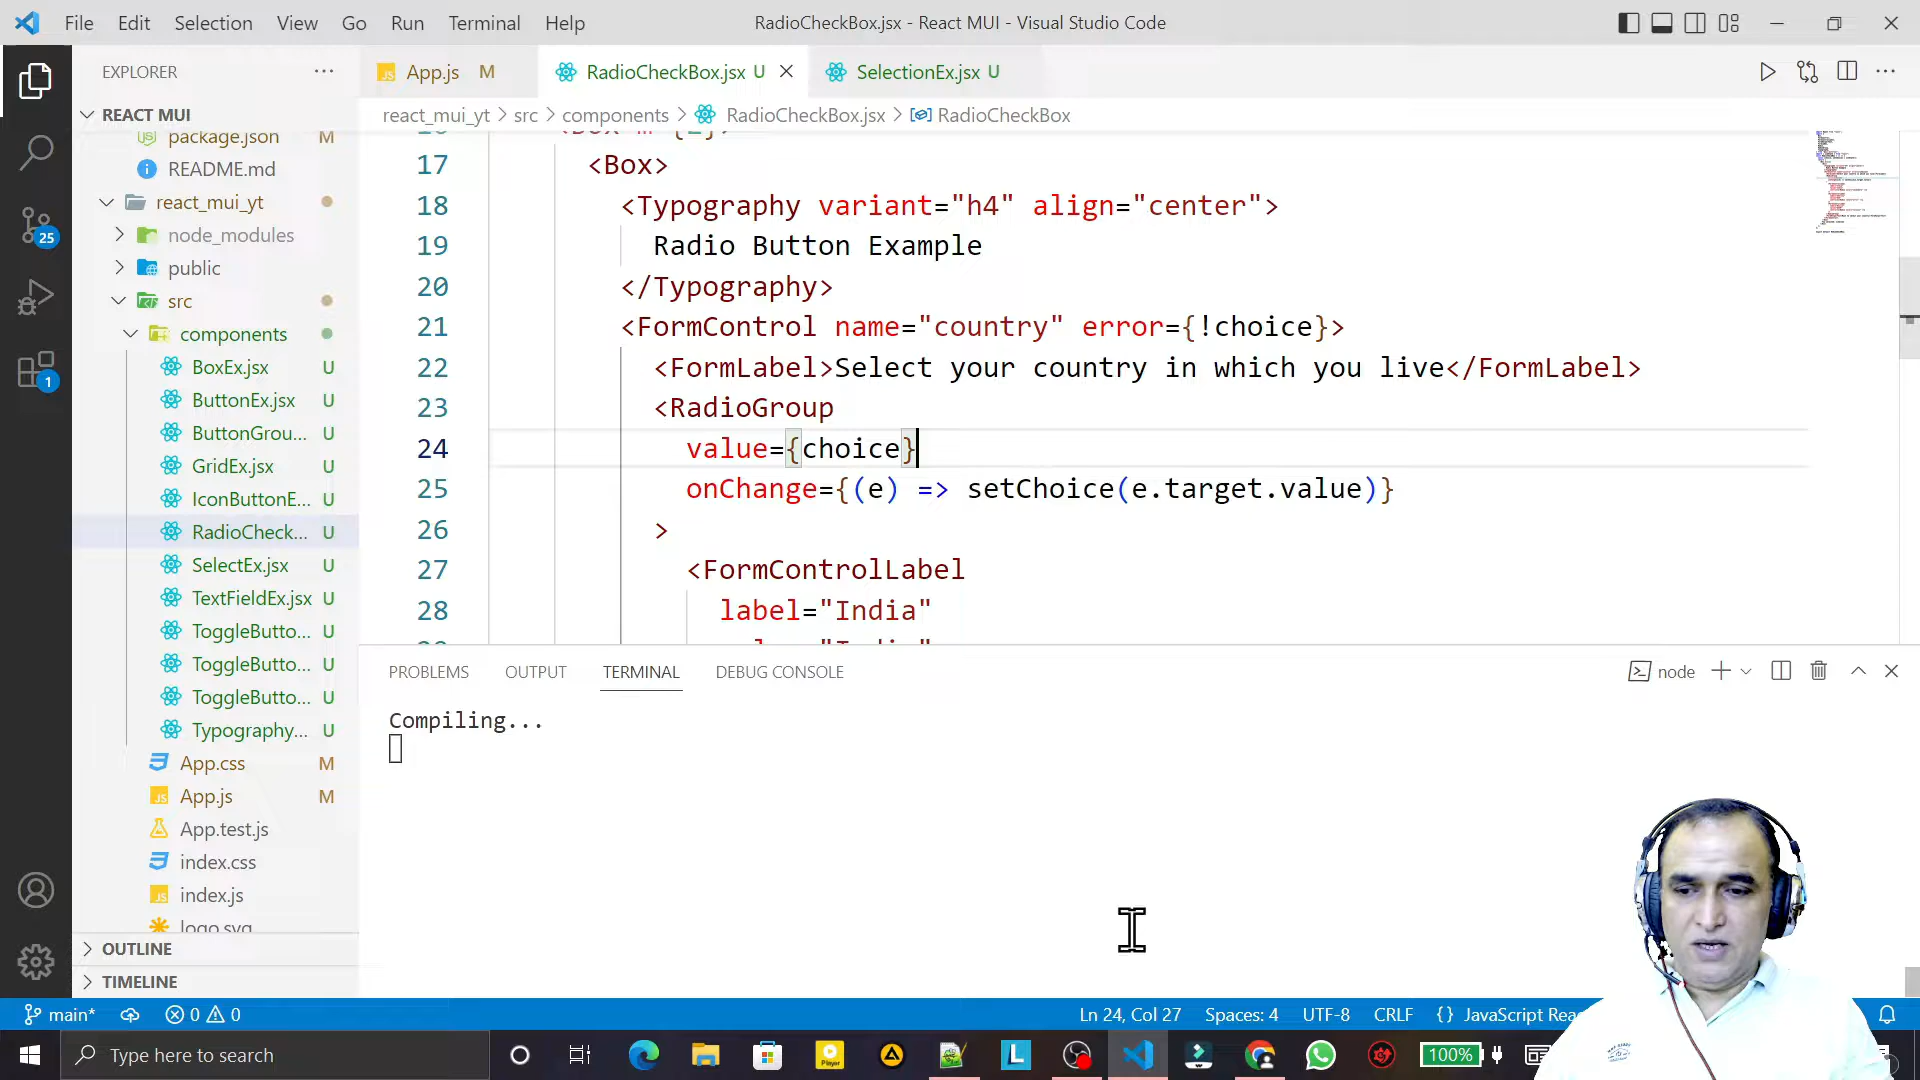 File Edit Selection View Go Run Terminal Help
RadioCheckBox.jsx - React MUI - Visual Studio Code
EXPLORER
App.js M
RadioCheckBox.jsx U
SelectionEx.jsx U
REACT MUI
package.json M
README.md
react_mui_yt
node_modules
public
src
components
BoxEx.jsx U
ButtonEx.jsx U
ButtonGrou... U
GridEx.jsx U
IconButtonE... U
RadioCheck... U
SelectEx.jsx U
TextFieldEx.jsx U
ToggleButto... U
ToggleButto... U
ToggleButto... U
Typography... U
App.css M
App.js M
App.test.js
index.css
index.js
logo.svg
OUTLINE
TIMELINE
25
1
react_mui_yt > src > components > RadioCheckBox.jsx > RadioCheckBox
17 <Box>
18 <Typography variant="h4" align="center">
19 Radio Button Example
20 </Typography>
21 <FormControl name="country" error={!choice}>
22 <FormLabel>Select your country in which you live</FormLabel>
23 <RadioGroup
24 value={choice}
25 onChange={(e) => setChoice(e.target.value)}
26 >
27 <FormControlLabel
28 label="India"
PROBLEMS OUTPUT TERMINAL DEBUG CONSOLE
node
Compiling...
main* 0 0
Ln 24, Col 27 Spaces: 4 UTF-8 CRLF {} JavaScript Rea
Type here to search
Player
L
100%